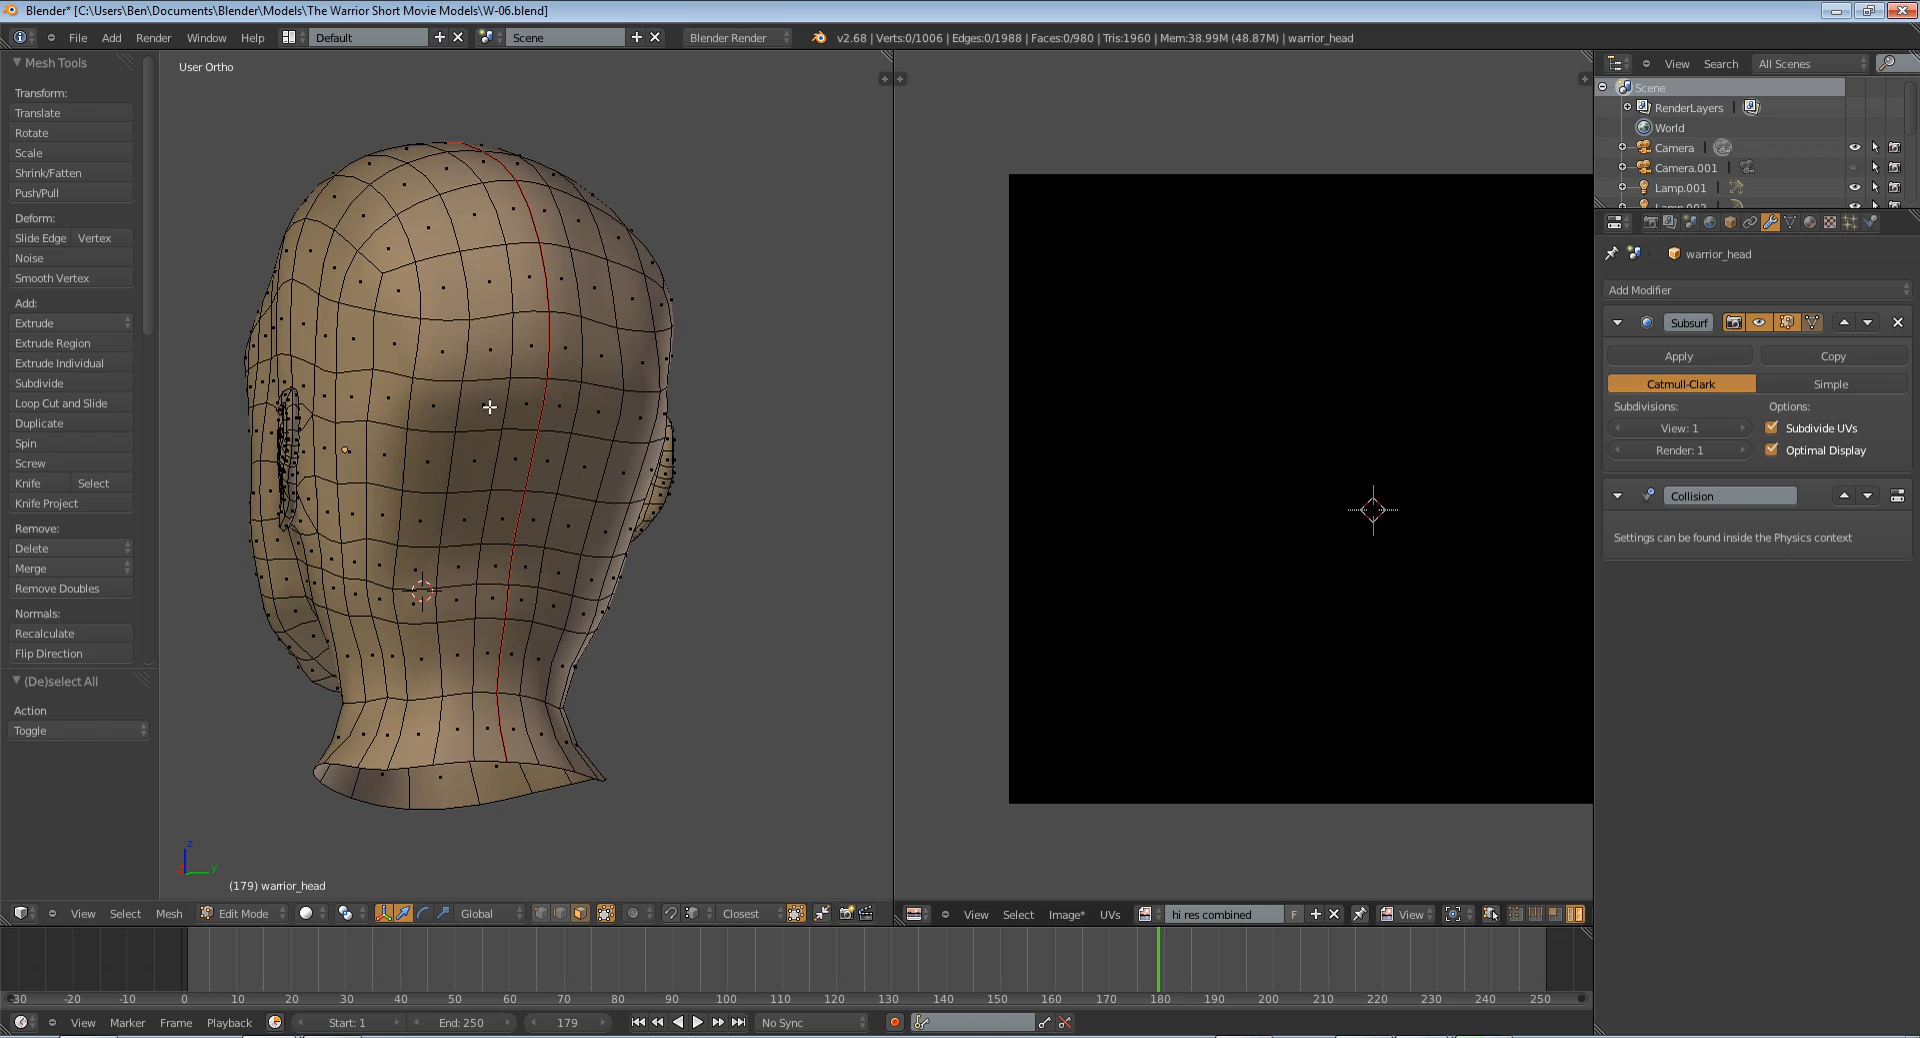 Blender* [C:\Users\Ben\Documents\Blender\Models\The Warrior Short Movie Models\W-06.blend]
File Add Render Window Help Default Scene Blender Render v2.68 | Verts:0/1006 | Edges:0/1988 | Faces:0/980 | Tris:1960 | Mem:38.99M (48.87M) | warrior_head
Mesh Tools
Transform:
Translate
Rotate
Scale
Shrink/Fatten
Push/Pull
Deform:
Slide Edge Vertex
Noise
Smooth Vertex
Add:
Extrude
Extrude Region
Extrude Individual
Subdivide
Loop Cut and Slide
Duplicate
Spin
Screw
Knife Select
Knife Project
Remove:
Delete
Merge
Remove Doubles
Normals:
Recalculate
Flip Direction
(De)select All
Action
Toggle
User Ortho
z
y
(179) warrior_head
View Select Mesh Edit Mode Global Closest
View Select Image* UVs hi res combined F View
View Search All Scenes
Scene
RenderLayers
World
Camera
Camera.001
Lamp.001
warrior_head
Add Modifier
Subsurf
Apply Copy
Catmull-Clark Simple
Subdivisions: Options:
View: 1 Subdivide UVs
Render: 1 Optimal Display
Collision
Settings can be found inside the Physics context
-30 -20 -10 0 10 20 30 40 50 60 70 80 90 100 110 120 130 140 150 160 170 180 190 200 210 220 230 240 250
View Marker Frame Playback Start: 1 End: 250 179 No Sync